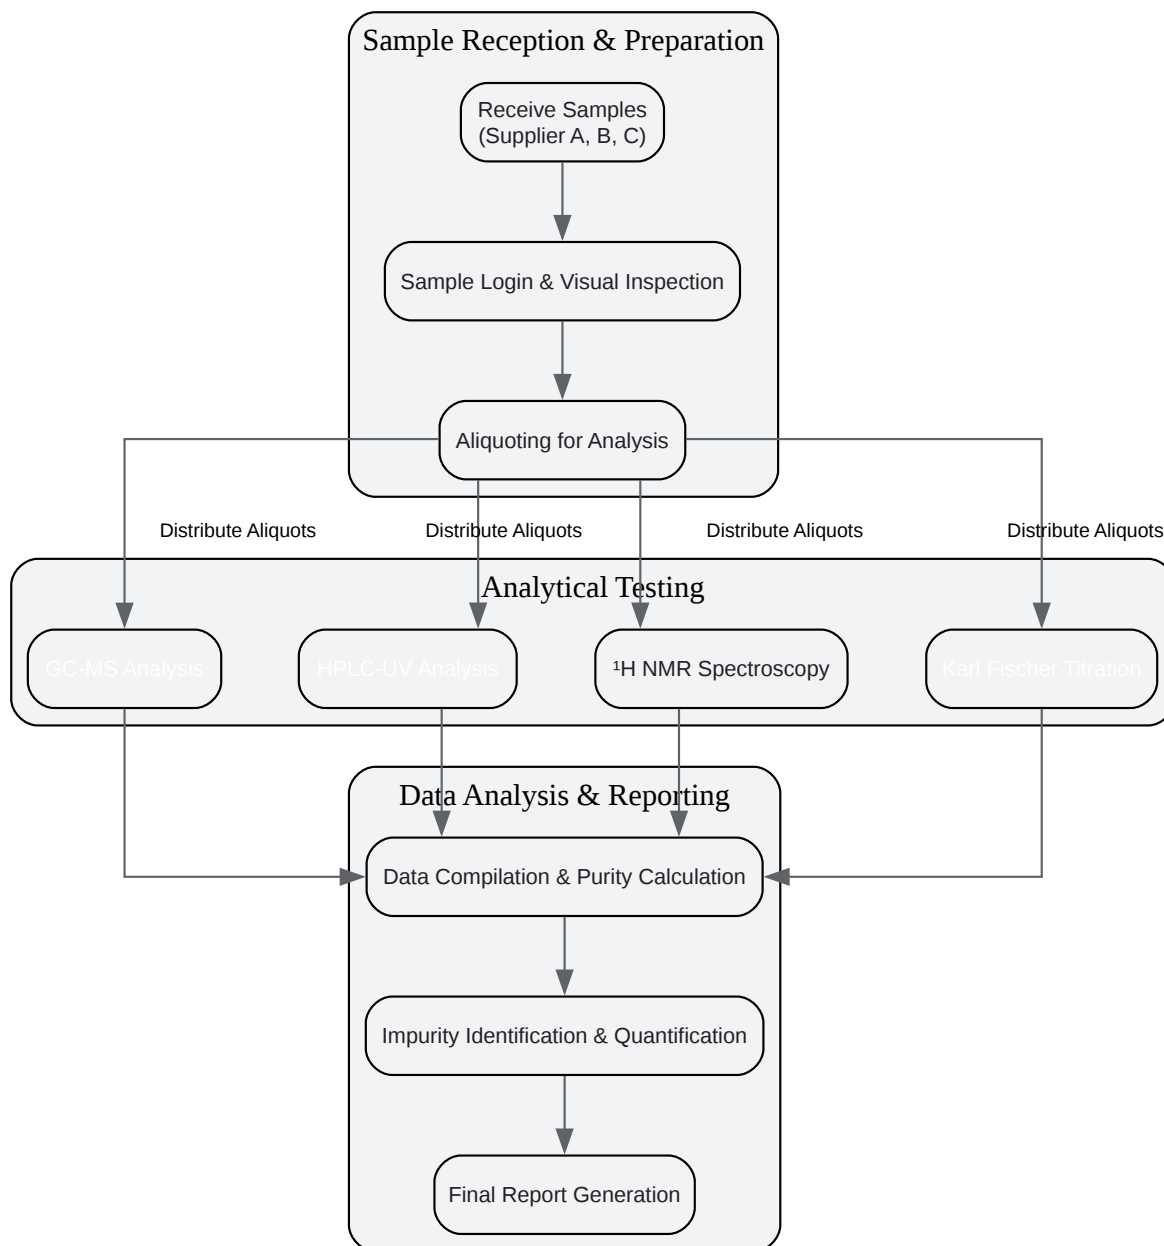 Sample Reception & Preparation
Receive Samples
(Supplier A, B, C)
Sample Login & Visual Inspection
Aliquoting for Analysis
Distribute Aliquots
Distribute Aliquots
Distribute Aliquots
Distribute Aliquots
Analytical Testing
GC-MS Analysis
HPLC-UV Analysis
¹H NMR Spectroscopy
Karl Fischer Titration
Data Analysis & Reporting
Data Compilation & Purity Calculation
Impurity Identification & Quantification
Final Report Generation